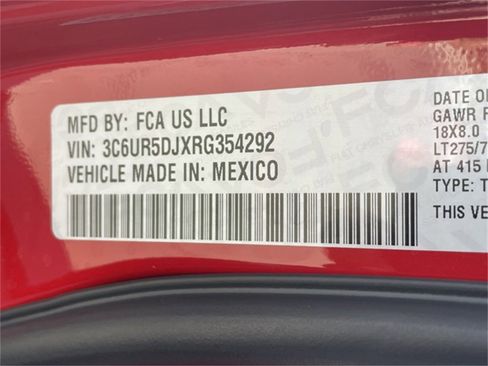 MFD BY: FCA US LLC
VIN: 3C6UR5DJXRG354292
VEHICLE MADE IN: MEXICO
DATE O
GAWR F
18X8.0
LT275/7
AT 415
TYPE: T
THIS VE